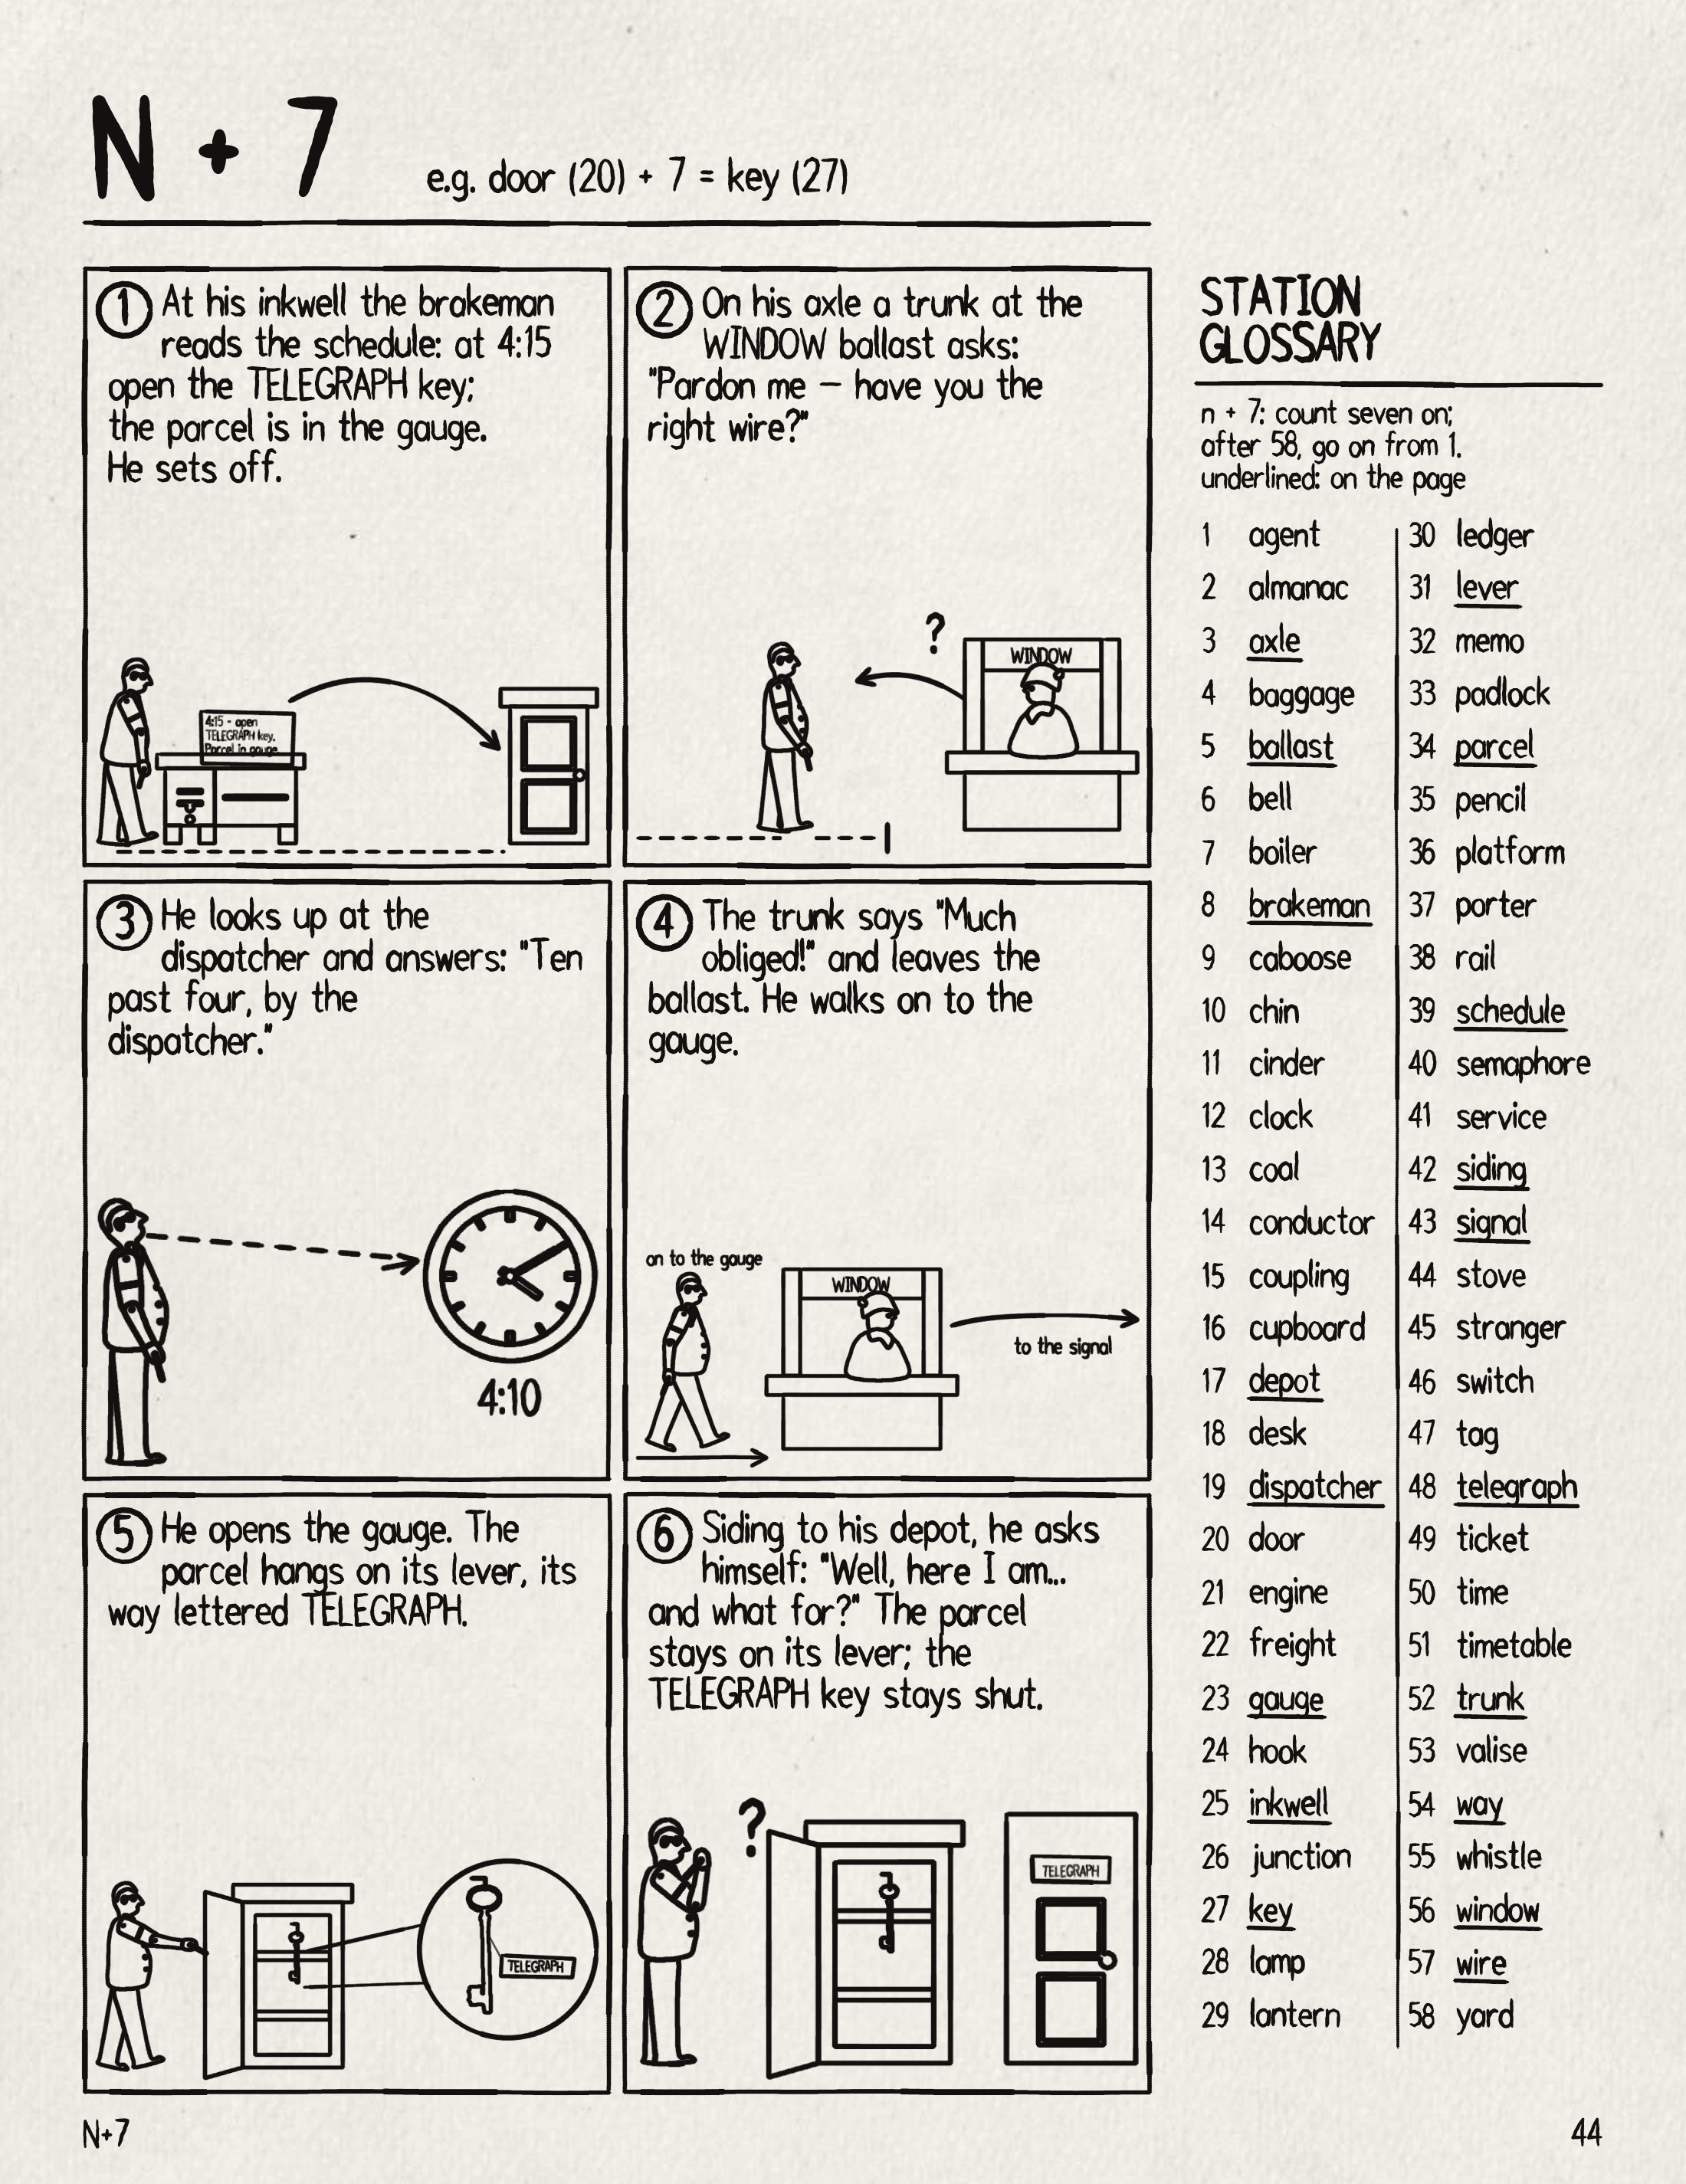 N + 7
e.g. door (20) + 7 = key (27)
1 At his inkwell the brakeman
reads the schedule: at 4:15
open the TELEGRAPH key;
the parcel is in the gauge.
He sets off.
4:15 - open
TELEGRAPH key.
Parcel in gauge
2 On his axle a trunk at the
WINDOW ballast asks:
"Pardon me – have you the
right wire?"
?
WINDOW
3 He looks up at the
dispatcher and answers: "Ten
past four, by the
dispatcher."
4:10
4 The trunk says "Much
obliged!" and leaves the
ballast. He walks on to the
gauge.
on to the gauge
WINDOW
to the signal
5 He opens the gauge. The
parcel hangs on its lever, its
way lettered TELEGRAPH.
TELEGRAPH
6 Siding to his depot, he asks
himself: "Well, here I am...
and what for?" The parcel
stays on its lever; the
TELEGRAPH key stays shut.
?
TELEGRAPH
STATION
GLOSSARY
n + 7: count seven on;
after 58, go on from 1.
underlined: on the page
1 agent
2 almanac
3 axle
4 baggage
5 ballast
6 bell
7 boiler
8 brakeman
9 caboose
10 chin
11 cinder
12 clock
13 coal
14 conductor
15 coupling
16 cupboard
17 depot
18 desk
19 dispatcher
20 door
21 engine
22 freight
23 gauge
24 hook
25 inkwell
26 junction
27 key
28 lamp
29 lantern
30 ledger
31 lever
32 memo
33 padlock
34 parcel
35 pencil
36 platform
37 porter
38 rail
39 schedule
40 semaphore
41 service
42 siding
43 signal
44 stove
45 stranger
46 switch
47 tag
48 telegraph
49 ticket
50 time
51 timetable
52 trunk
53 valise
54 way
55 whistle
56 window
57 wire
58 yard
N+7
44